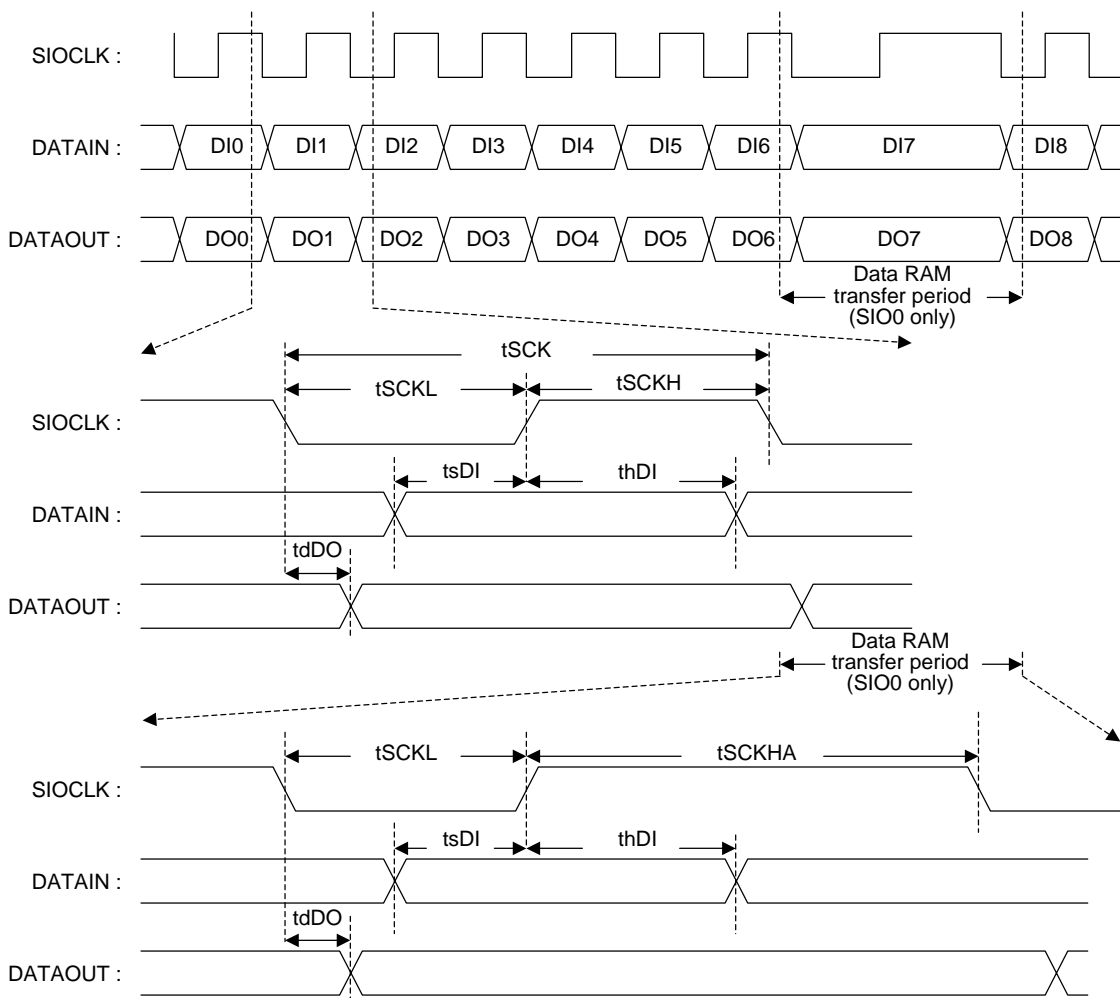 SIOCLK :
DATAIN :
DI0 DI1 DI2 DI3 DI4 DI5 DI6 DI7 DI8
DATAOUT :
DO0 DO1 DO2 DO3 DO4 DO5 DO6 DO7 DO8
Data RAM
transfer period
(SIO0 only)
tSCK
tSCKL tSCKH
SIOCLK :
tsDI thDI
DATAIN :
tdDO
DATAOUT :
Data RAM
transfer period
(SIO0 only)
tSCKL tSCKHA
SIOCLK :
tsDI thDI
DATAIN :
tdDO
DATAOUT :